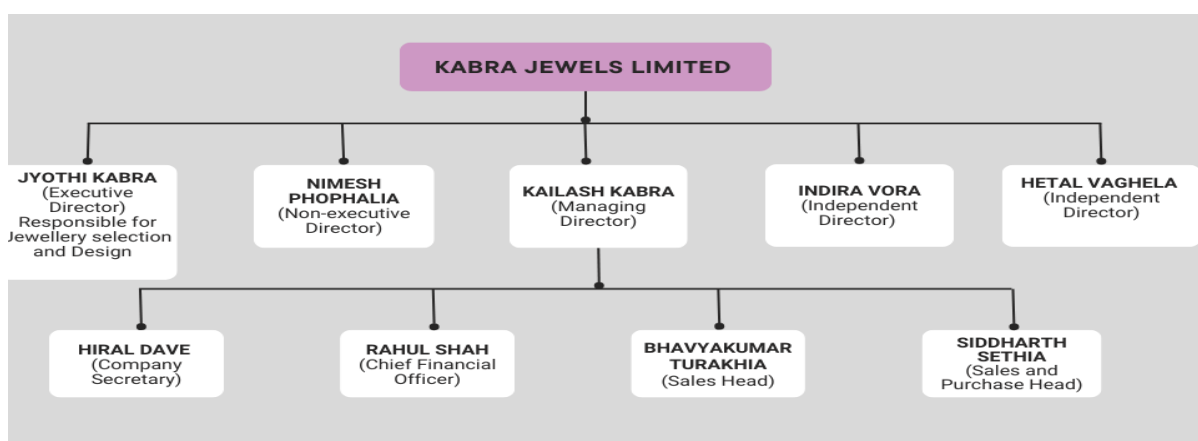 KABRA JEWELS LIMITED
JYOTHI KABRA
(Executive
Director)
Responsible for
Jewellery selection
and Design
NIMESH
PHOPHALIA
(Non-executive
Director)
KAILASH KABRA
(Managing
Director)
INDIRA VORA
(Independent
Director)
HETAL VAGHELA
(Independent
Director)
HIRAL DAVE
(Company
Secretary)
RAHUL SHAH
(Chief Financial
Officer)
BHAVYAKUMAR
TURAKHIA
(Sales Head)
SIDDHARTH
SETHIA
(Sales and
Purchase Head)